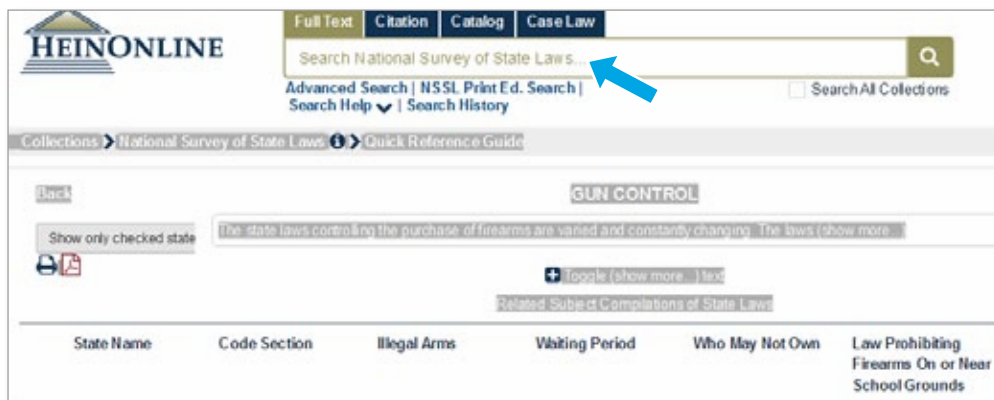 HEINONLINE
Full Text Citation Catalog Case Law
Search National Survey of State Laws...
Advanced Search | NSSL Print Ed. Search |
Search Help | Search History
Search All Collections
Collections National Survey of State Laws Quick Reference Guide
Back
GUN CONTROL
Show only checked state
The state laws controlling the purchase of firearms are varied and constantly changing. The laws (show more...)
Toggle (show more...) text
Related Subject Compilations of State Laws
State Name Code Section Illegal Arms Waiting Period Who May Not Own Law Prohibiting
Firearms On or Near
School Grounds